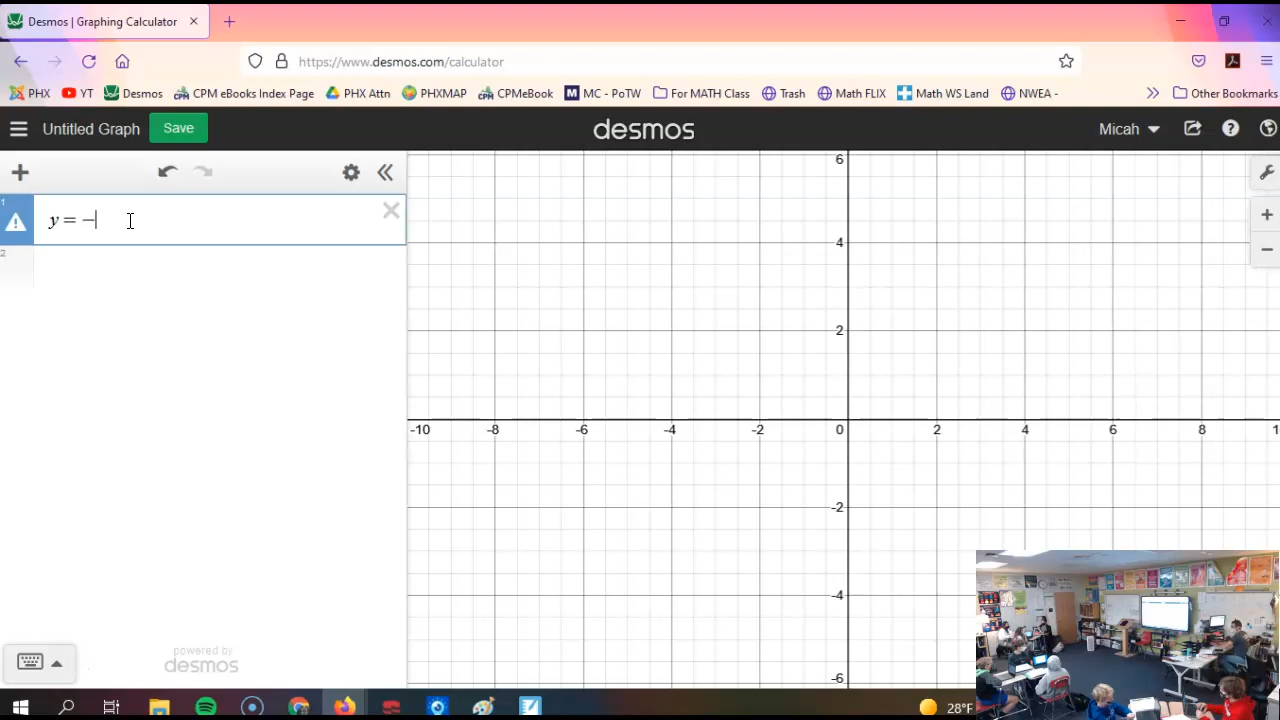 Desmos | Graphing Calculator
https://www.desmos.com/calculator
PHX YT Desmos CPM eBooks Index Page PHX Attn PHXMAP CPMeBook MC - PoTW For MATH Class Trash Math FLIX Math WS Land NWEA - Other Bookmarks
Untitled Graph Save desmos Micah
1
y = −
2
6
4
2
-10 -8 -6 -4 -2 0 2 4 6 8 1
-2
-4
-6
powered by
desmos
28°F